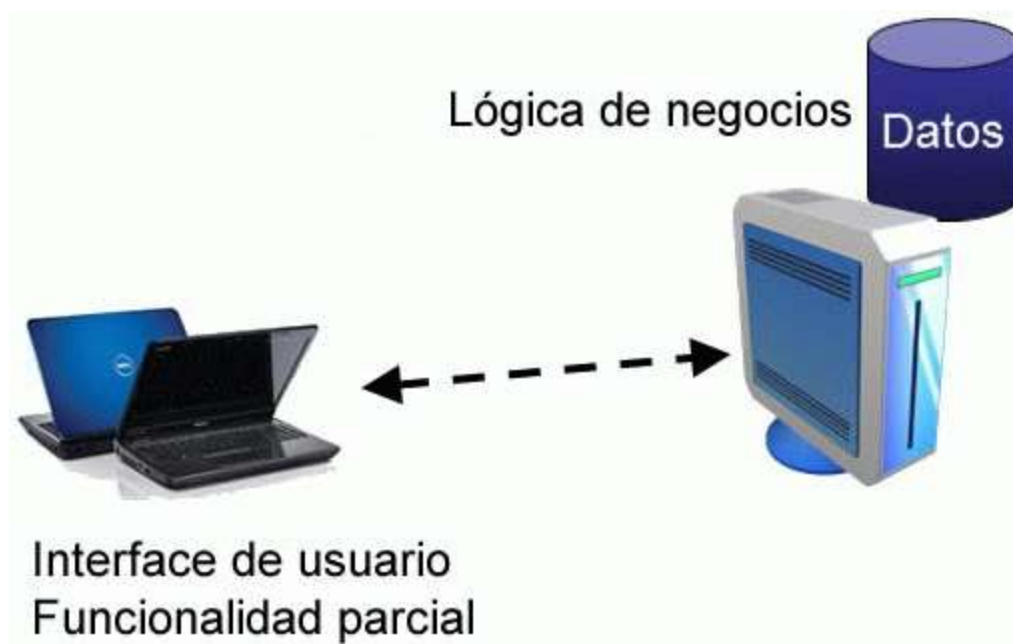 Lógica de negocios
Datos
Interface de usuario
Funcionalidad parcial